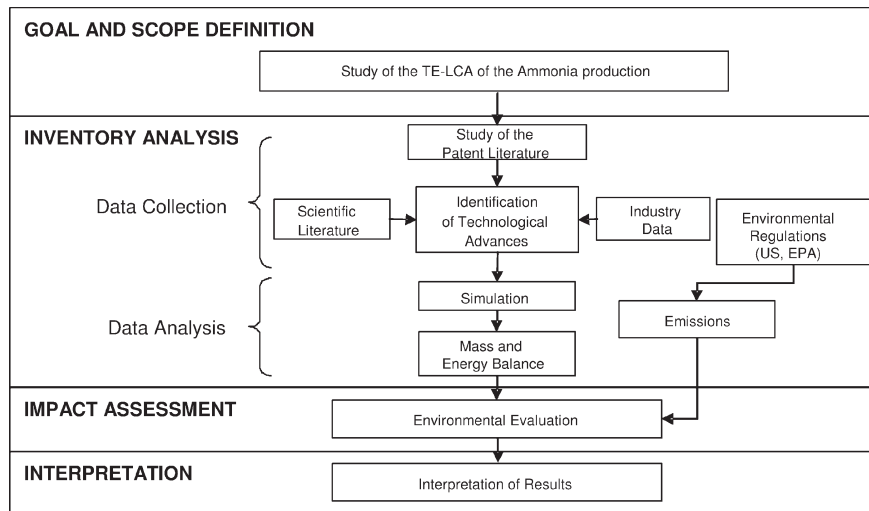 GOAL AND SCOPE DEFINITION
Study of the TE-LCA of the Ammonia production
INVENTORY ANALYSIS
Study of the
Patent Literature
Data Collection
Scientific
Literature
Identification
of Technological
Advances
Industry
Data
Environmental
Regulations
(US, EPA)
Simulation
Emissions
Data Analysis
Mass and
Energy Balance
IMPACT ASSESSMENT
Environmental Evaluation
INTERPRETATION
Interpretation of Results